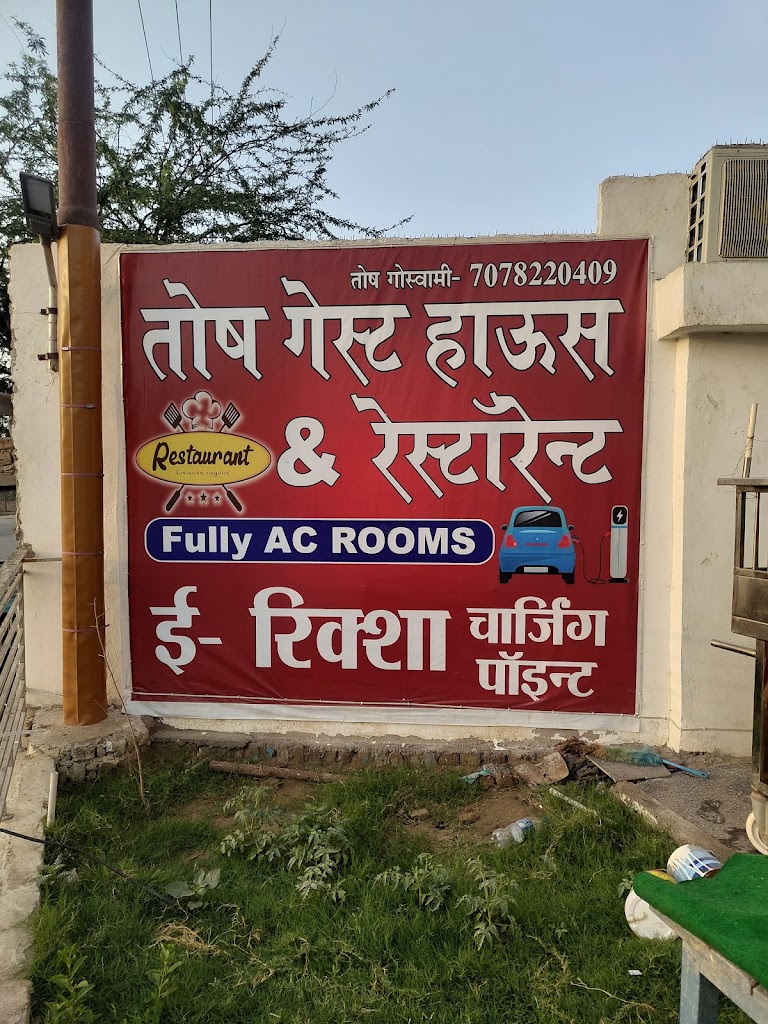 तोष गोस्वामी- 7078220409
तोष गेस्ट हाऊस
Restaurant
& रेस्टॉरेन्ट
Fully AC ROOMS
ई- रिक्शा चार्जिंग
पॉइन्ट